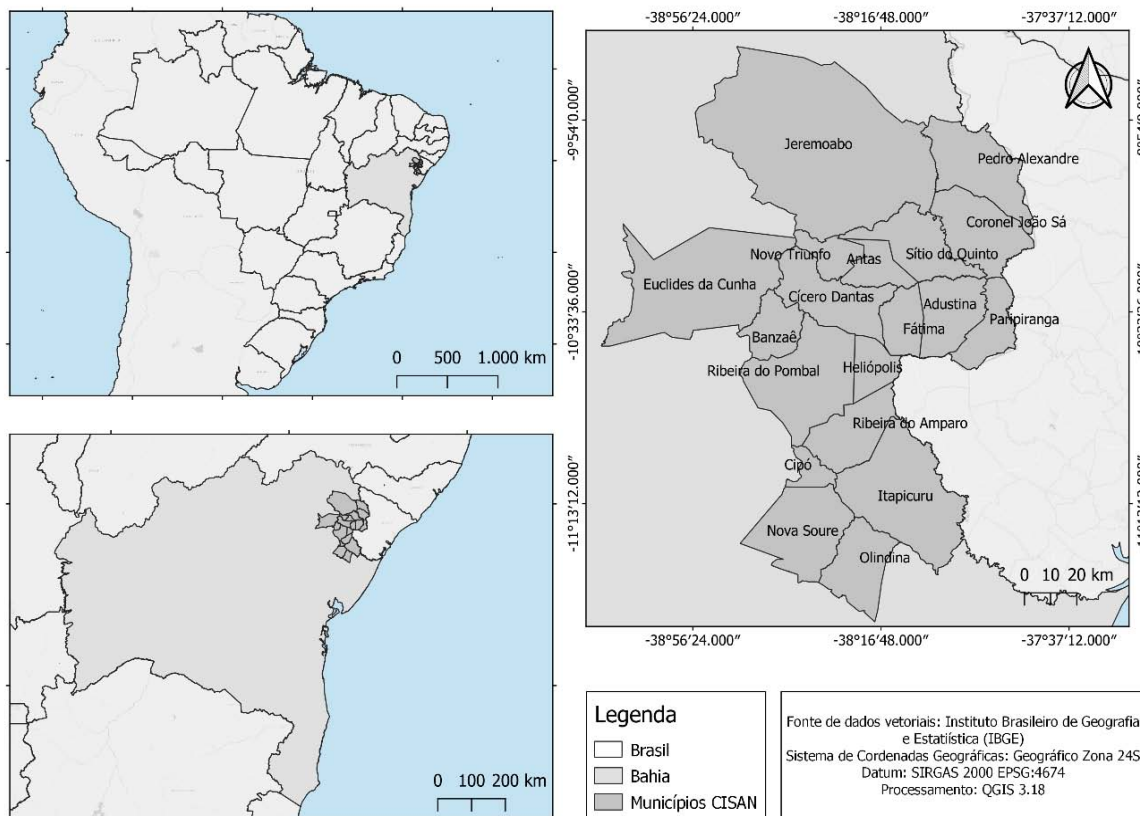 0 500 1.000 km
0 100 200 km
-38°56′24.000″ -38°16′48.000″ -37°37′12.000″
-9°54′0.000″
-10°33′36.000″
-11°13′12.000″
Jeremoabo
Pedro Alexandre
Coronel João Sá
Novo Triunfo
Antas
Sítio do Quinto
Euclides da Cunha
Cícero Dantas
Adustina
Paripiranga
Banzaê
Fátima
Ribeira do Pombal
Heliópolis
Ribeira do Amparo
Cipó
Itapicuru
Nova Soure
Olindina
0 10 20 km
-38°56′24.000″ -38°16′48.000″ -37°37′12.000″
Legenda
Brasil
Bahia
Municípios CISAN
Fonte de dados vetoriais: Instituto Brasileiro de Geografia
e Estatíistica (IBGE)
Sistema de Cordenadas Geográficas: Geográfico Zona 24S
Datum: SIRGAS 2000 EPSG:4674
Processamento: QGIS 3.18